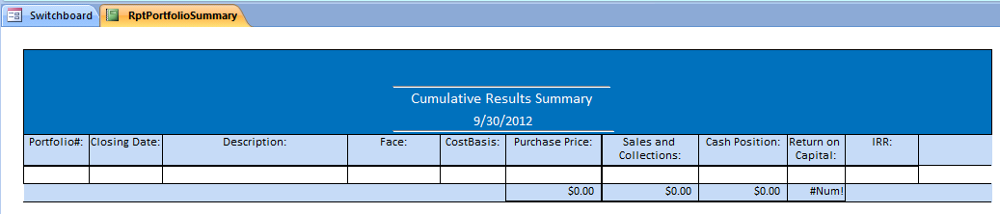 Switchboard RptPortfolioSummary
Cumulative Results Summary
9/30/2012
Portfolio#: Closing Date: Description: Face: CostBasis: Purchase Price: Sales and Collections: Cash Position: Return on Capital: IRR:
$0.00 $0.00 $0.00 #Num!